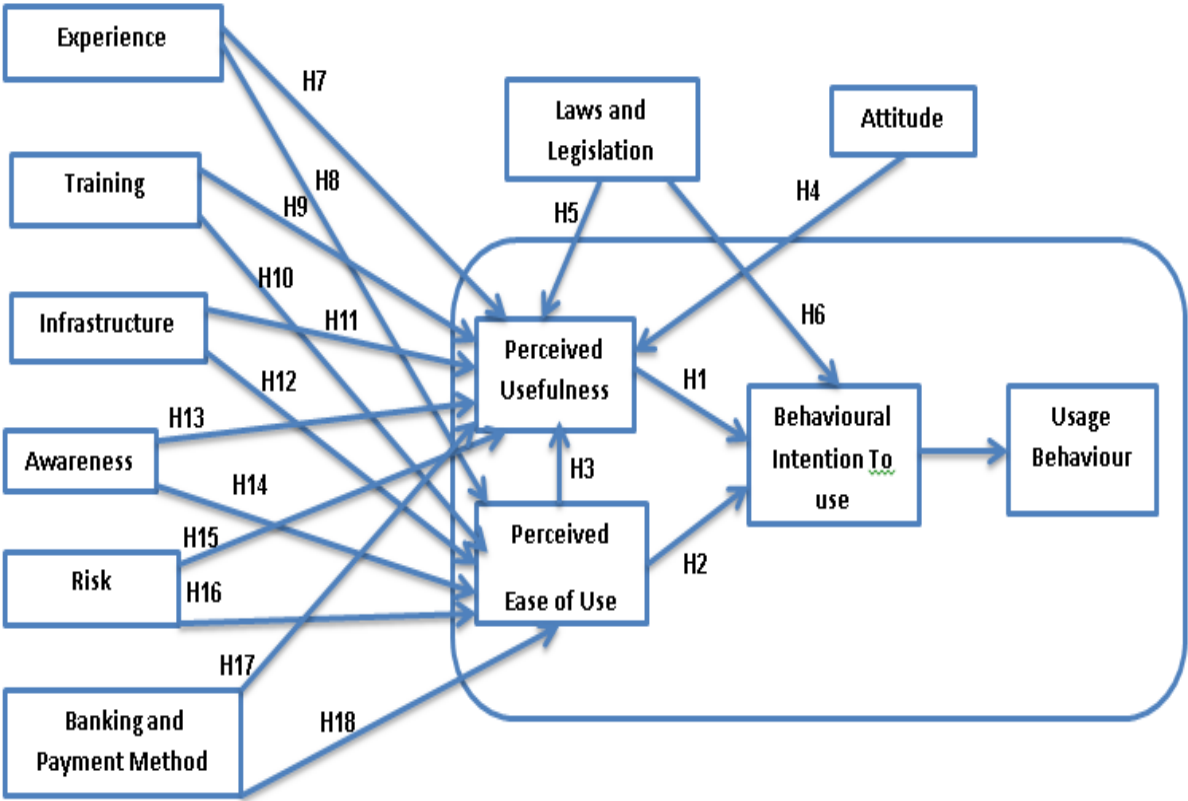 Experience
H7
Laws and
Legislation
Attitude
Training
H8
H9
H4
H5
H10
Infrastructure
H11
H6
Perceived
Usefulness
H12
H1
H13
Behavioural
Intention To
use
Usage
Behaviour
Awareness
H3
H14
H15
Perceived
Ease of Use
H2
Risk
H16
H17
Banking and
Payment Method
H18